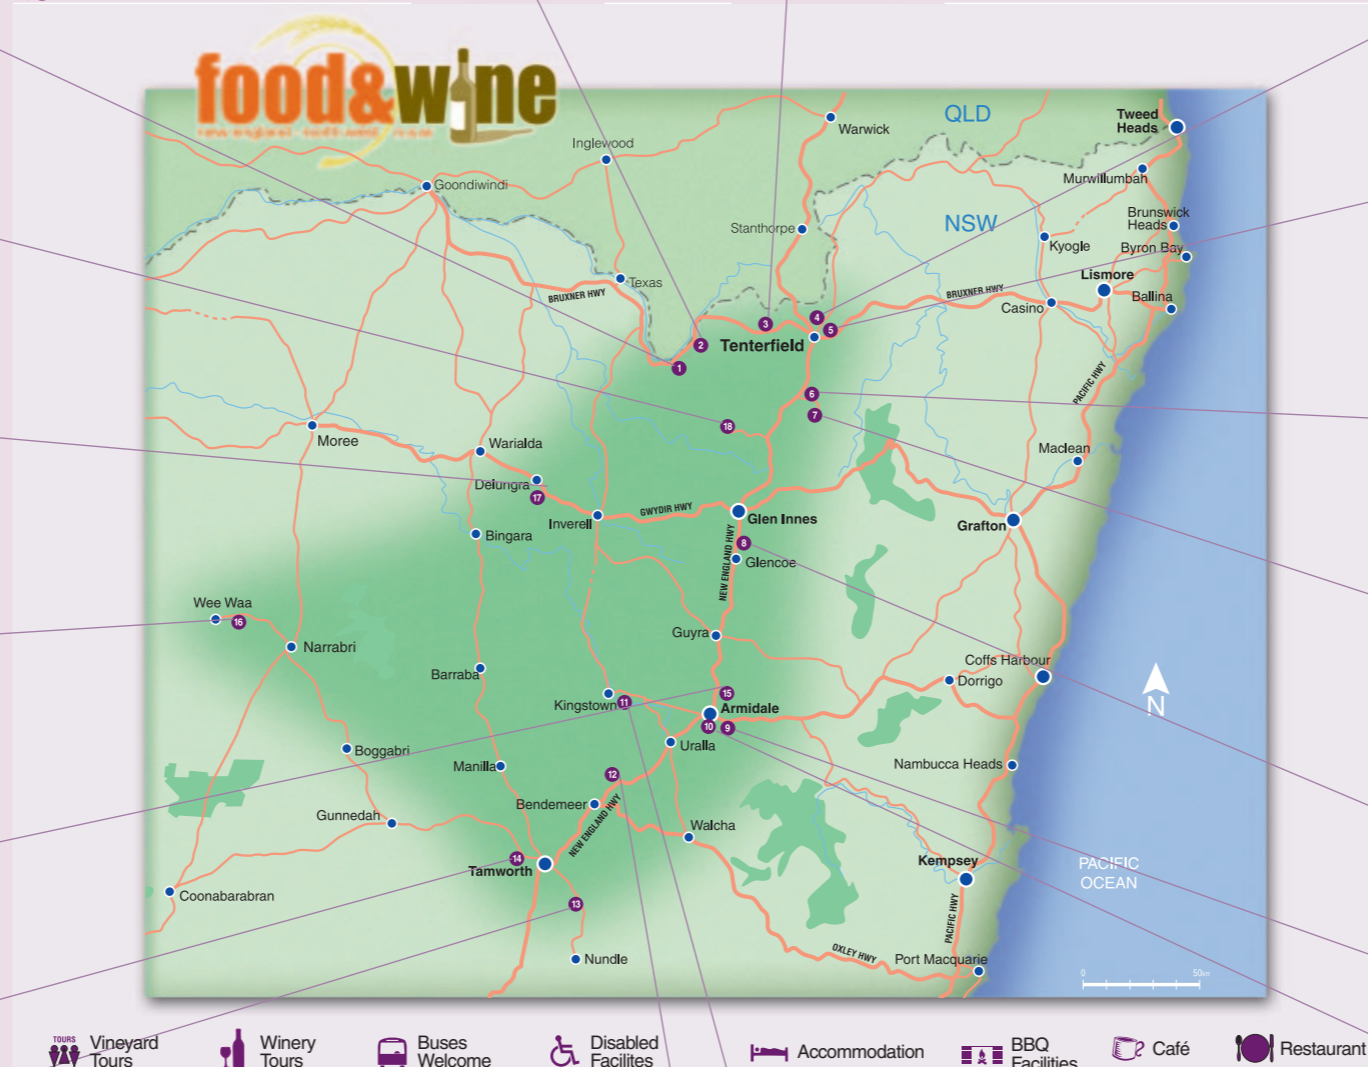 food&wine
QLD
Tweed
Heads
Warwick
Inglewood
Murwillumbah
Goondiwindi
NSW
Brunswick
Heads
Stanthorpe
Kyogle
Byron Bay
Texas
Lismore
BRUXNER HWY
BRUXNER HWY
Ballina
Casino
3
4
5
2
Tenterfield
1
PACIFIC HWY
6
7
18
Moree
Warialda
Maclean
Delungra
17
Inverell
GWYDIR HWY
Glen Innes
Grafton
Bingara
NEW ENGLAND HWY
8
Glencoe
Wee Waa
16
Guyra
Narrabri
Coffs Harbour
Barraba
Dorrigo
Kingstown
11
15
Armidale
N
10
9
Uralla
Boggabri
Manilla
12
Nambucca Heads
Bendemeer
Gunnedah
NEW ENGLAND HWY
Walcha
14
Tamworth
Kempsey
PACIFIC
OCEAN
Coonabarabran
13
PACIFIC HWY
OXLEY HWY
Nundle
Port Macquarie
0
50km
TOURS
Vineyard
Tours
Winery
Tours
Buses
Welcome
Disabled
Facilites
Accommodation
BBQ
Facilities
Café
Restaurant